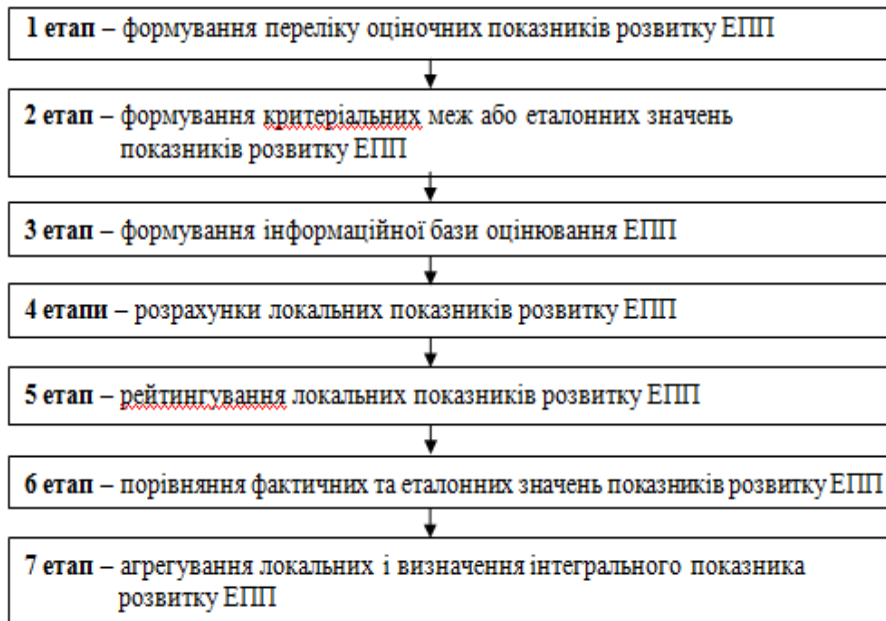 1 етап – формування переліку оціночних показників розвитку ЕПП
2 етап – формування критеріальних меж або еталонних значень
показників розвитку ЕПП
3 етап – формування інформаційної бази оцінювання ЕПП
4 етапи – розрахунки локальних показників розвитку ЕПП
5 етап – рейтингування локальних показників розвитку ЕПП
6 етап – порівняння фактичних та еталонних значень показників розвитку ЕПП
7 етап – агрегування локальних і визначення інтегрального показника
розвитку ЕПП